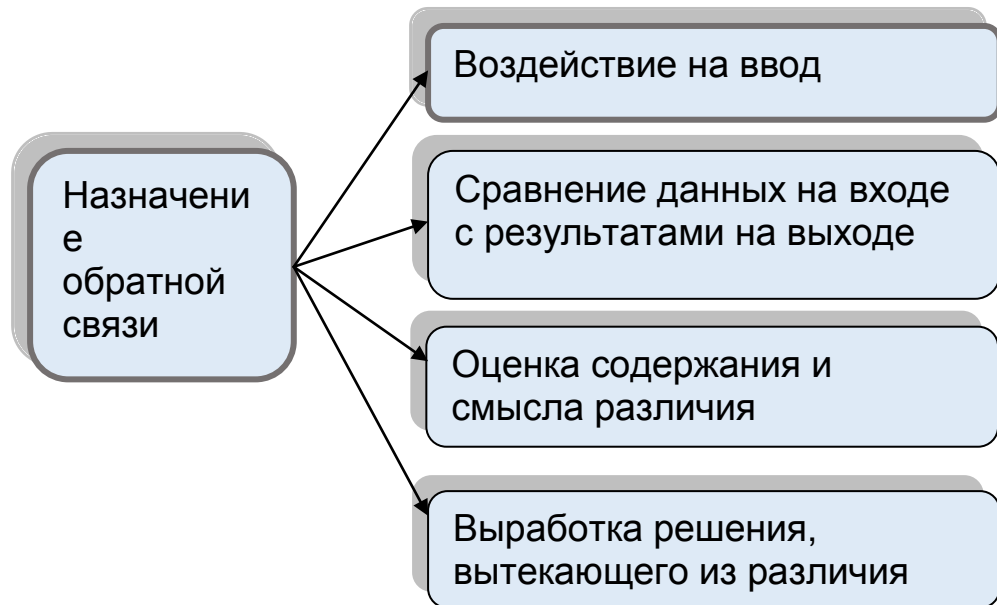 Назначени
е
обратной
связи
Воздействие на ввод
Сравнение данных на входе
с результатами на выходе
Оценка содержания и
смысла различия
Выработка решения,
вытекающего из различия